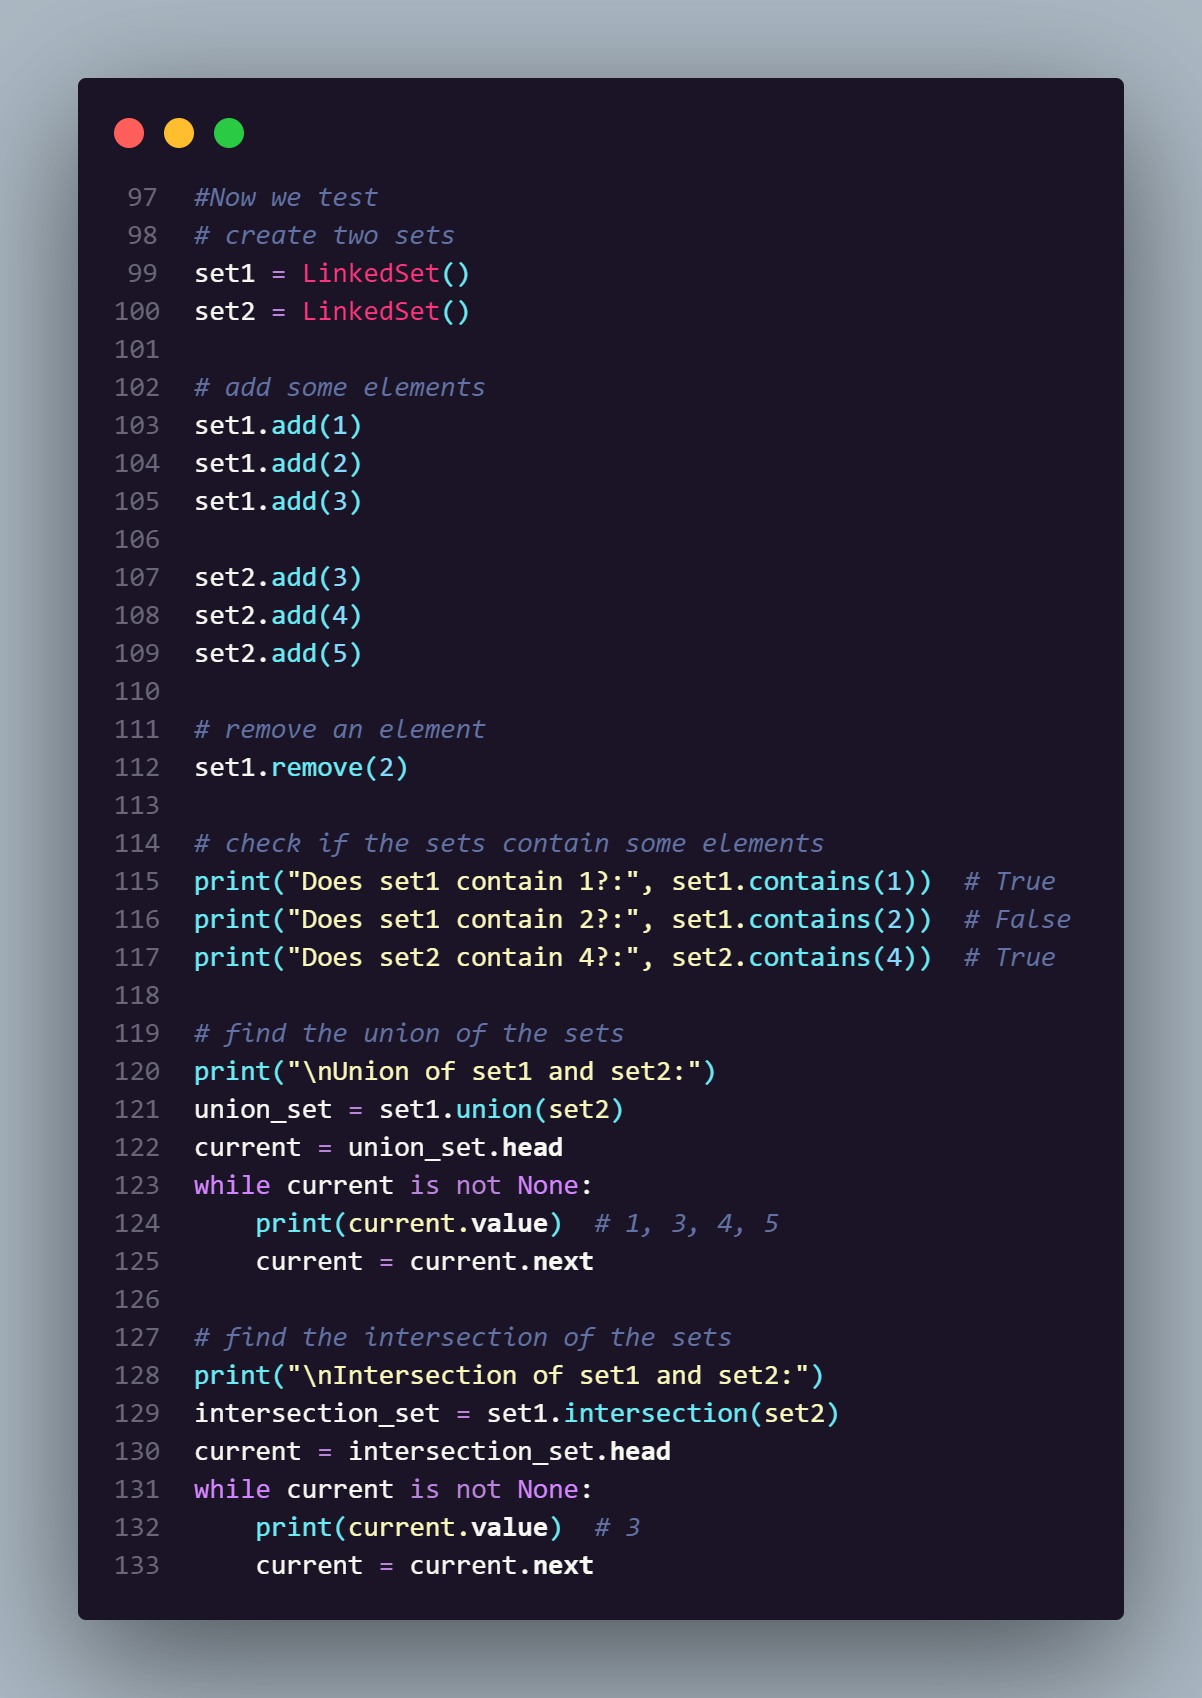 97 #Now we test
98 # create two sets
99 set1 = LinkedSet()
100 set2 = LinkedSet()
101
102 # add some elements
103 set1.add(1)
104 set1.add(2)
105 set1.add(3)
106
107 set2.add(3)
108 set2.add(4)
109 set2.add(5)
110
111 # remove an element
112 set1.remove(2)
113
114 # check if the sets contain some elements
115 print("Does set1 contain 1?:", set1.contains(1))  # True
116 print("Does set1 contain 2?:", set1.contains(2))  # False
117 print("Does set2 contain 4?:", set2.contains(4))  # True
118
119 # find the union of the sets
120 print("\nUnion of set1 and set2:")
121 union_set = set1.union(set2)
122 current = union_set.head
123 while current is not None:
124     print(current.value)  # 1, 3, 4, 5
125     current = current.next
126
127 # find the intersection of the sets
128 print("\nIntersection of set1 and set2:")
129 intersection_set = set1.intersection(set2)
130 current = intersection_set.head
131 while current is not None:
132     print(current.value)  # 3
133     current = current.next